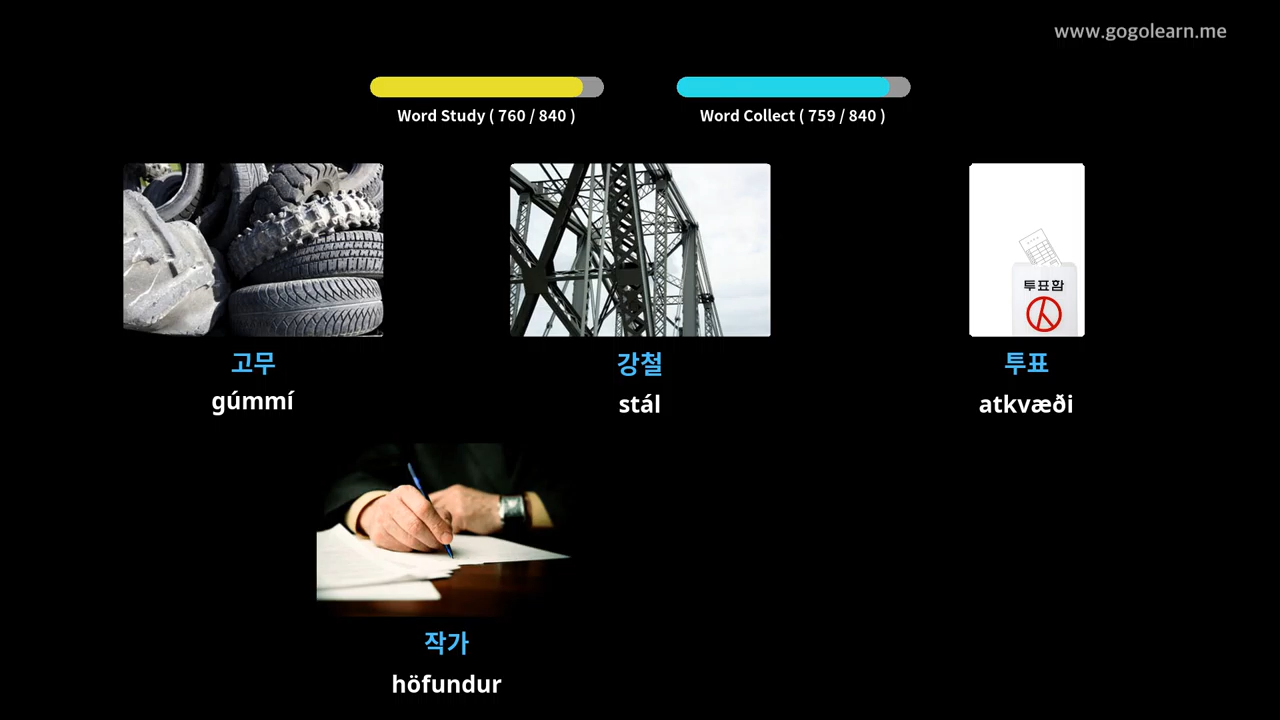 www.gogolearn.me
Word Study ( 760 / 840 )
Word Collect ( 759 / 840 )
투표함
고무
강철
투표
gúmmí
stál
atkvæði
작가
höfundur